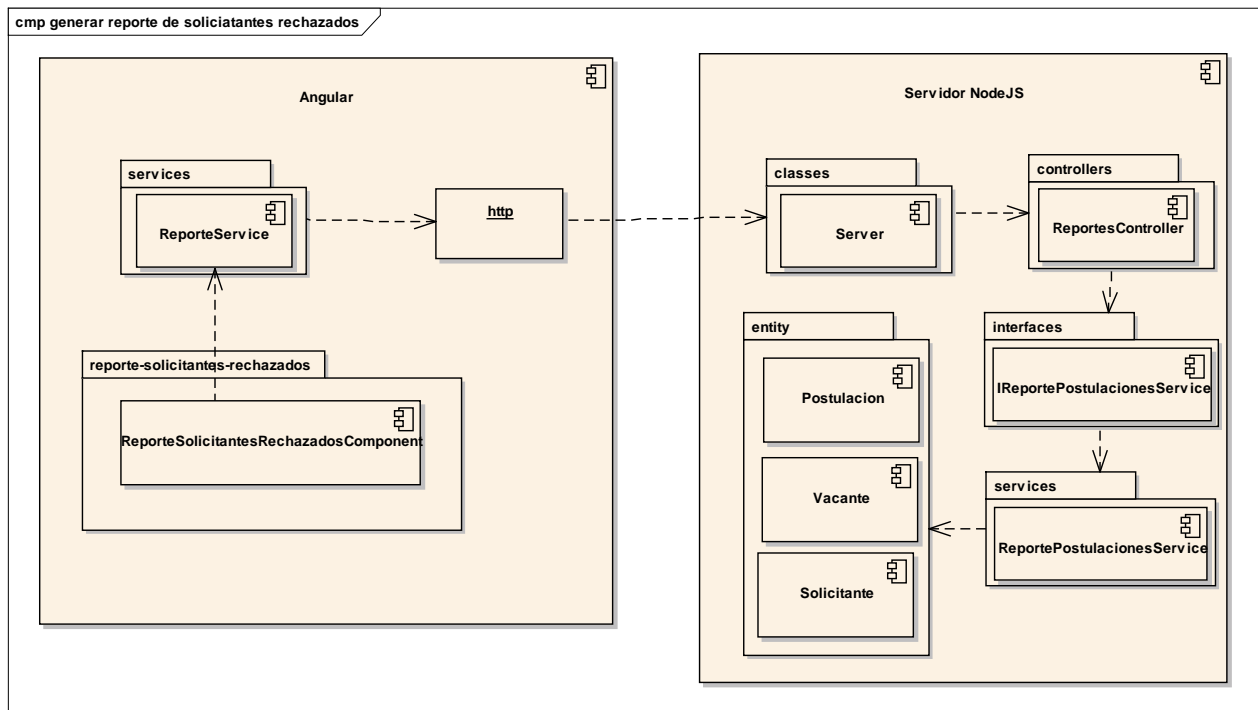 cmp generar reporte de soliciatantes rechazados
Angular
services
ReporteService
http
reporte-solicitantes-rechazados
ReporteSolicitantesRechazadosComponent
Servidor NodeJS
classes
Server
controllers
ReportesController
interfaces
IReportePostulacionesService
services
ReportePostulacionesService
entity
Postulacion
Vacante
Solicitante